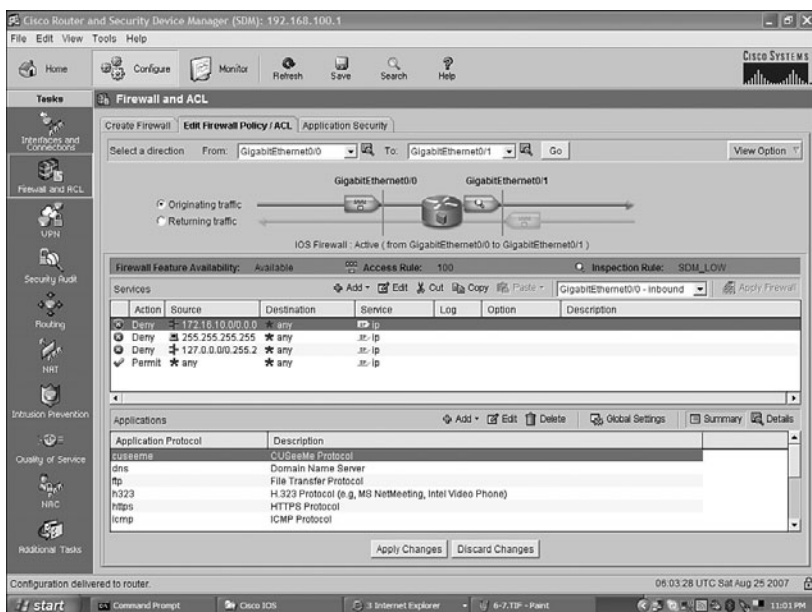 Cisco Router and Security Device Manager (SDM): 192.168.100.1
File Edit View Tools Help
Home Configure Monitor Refresh Save Search Help
CISCO SYSTEMS
Tasks
Firewall and ACL
Interfaces and Connections
Firewall and ACL
VPN
Security Audit
Routing
NAT
Intrusion Prevention
Quality of Service
NAC
Additional Tasks
Create Firewall Edit Firewall Policy / ACL Application Security
Select a direction From: GigabitEthernet0/0 To: GigabitEthernet0/1 Go View Option
GigabitEthernet0/0 GigabitEthernet0/1
Originating traffic
Returning traffic
IOS Firewall : Active ( from GigabitEthernet0/0 to GigabitEthernet0/1 )
Firewall Feature Availability: Available Access Rule: 100 Inspection Rule: SDM_LOW
Services Add Edit Cut Copy Paste GigabitEthernet0/0 - inbound Apply Firewall
Action Source Destination Service Log Option Description
Deny 172.16.10.0/0.0.0 any ip
Deny 255.255.255.255 any ip
Deny 127.0.0.0/0.255.2 any ip
Permit any any ip
Applications Add Edit Delete Global Settings Summary Details
Application Protocol Description
cuseeme CUSeeMe Protocol
dns Domain Name Server
ftp File Transfer Protocol
h323 H.323 Protocol (e.g, MS NetMeeting, Intel Video Phone)
https HTTPS Protocol
icmp ICMP Protocol
Apply Changes Discard Changes
Configuration delivered to router. 06:03:28 UTC Sat Aug 25 2007
start Command Prompt Cisco IOS 3 Internet Explorer 6-7.TIF - Paint 11:01 PM